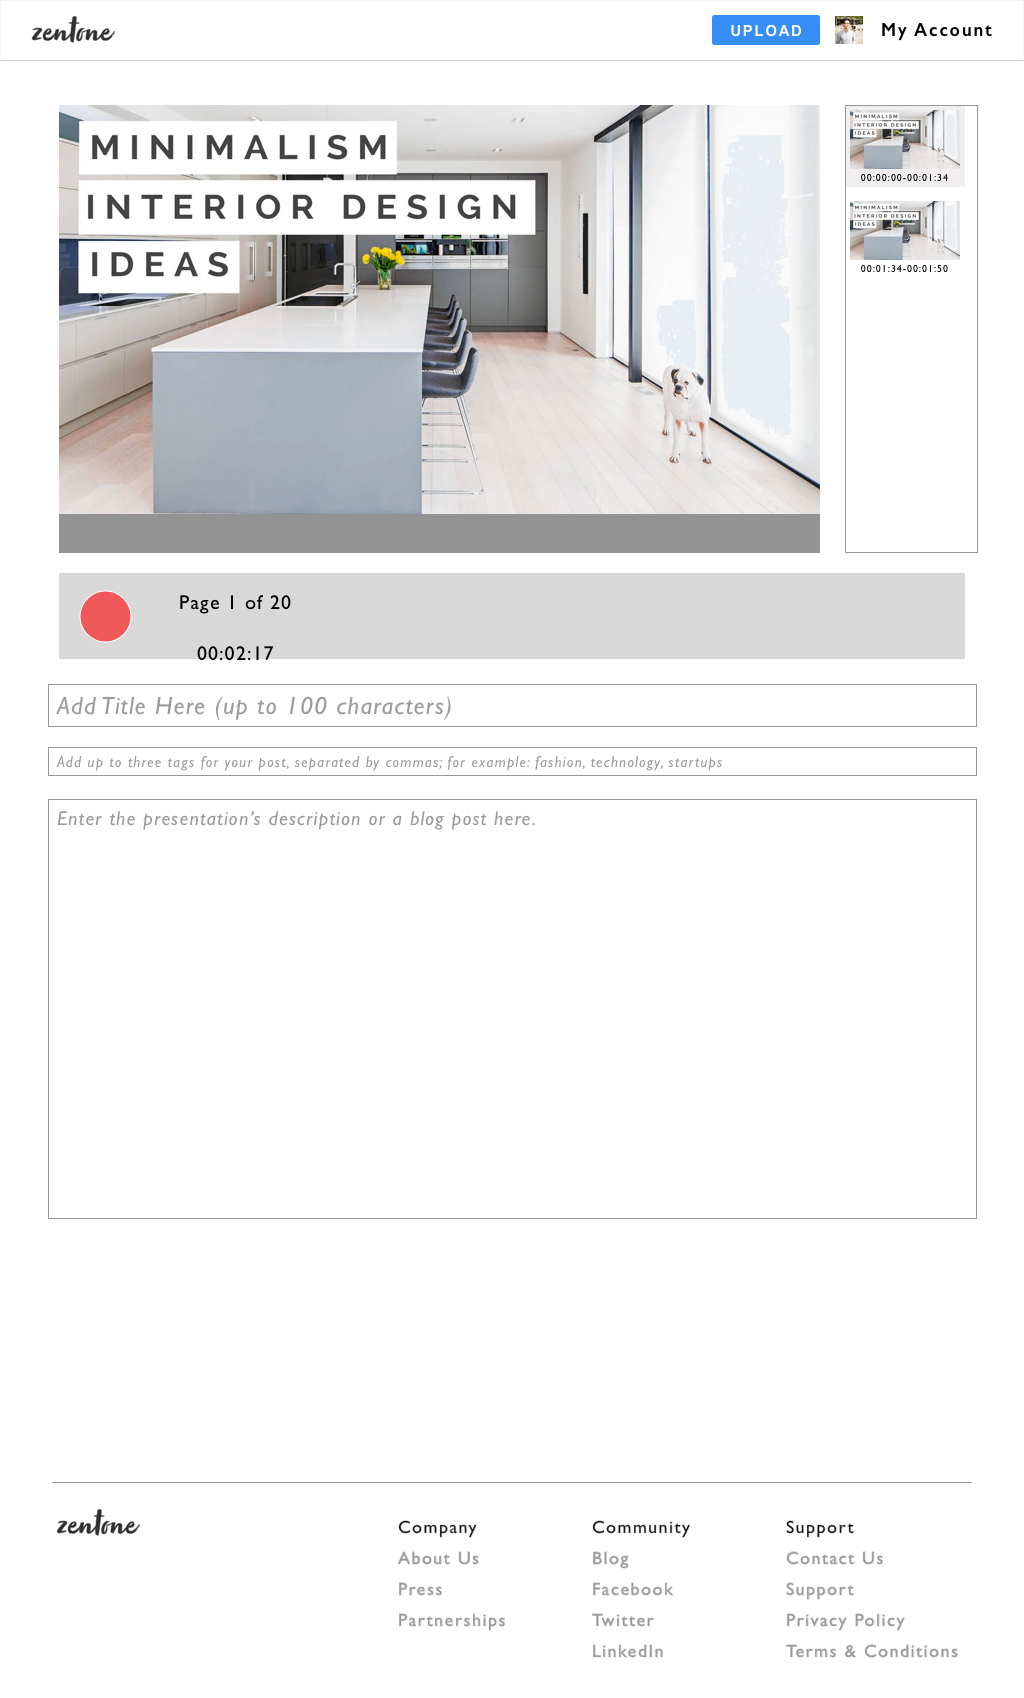 zentone
UPLOAD
My Account
MINIMALISM
INTERIOR DESIGN
IDEAS
MINIMALISM
INTERIOR DESIGN
IDEAS
00:00:00-00:01:34
MINIMALISM
INTERIOR DESIGN
IDEAS
00:01:34-00:01:50
Page 1 of 20
00:02:17
Add Title Here (up to 100 characters)
Add up to three tags for your post, separated by commas; for example: fashion, technology, startups
Enter the presentation's description or a blog post here.
zentone
Company
About Us
Press
Partnerships
Community
Blog
Facebook
Twitter
LinkedIn
Support
Contact Us
Support
Privacy Policy
Terms & Conditions